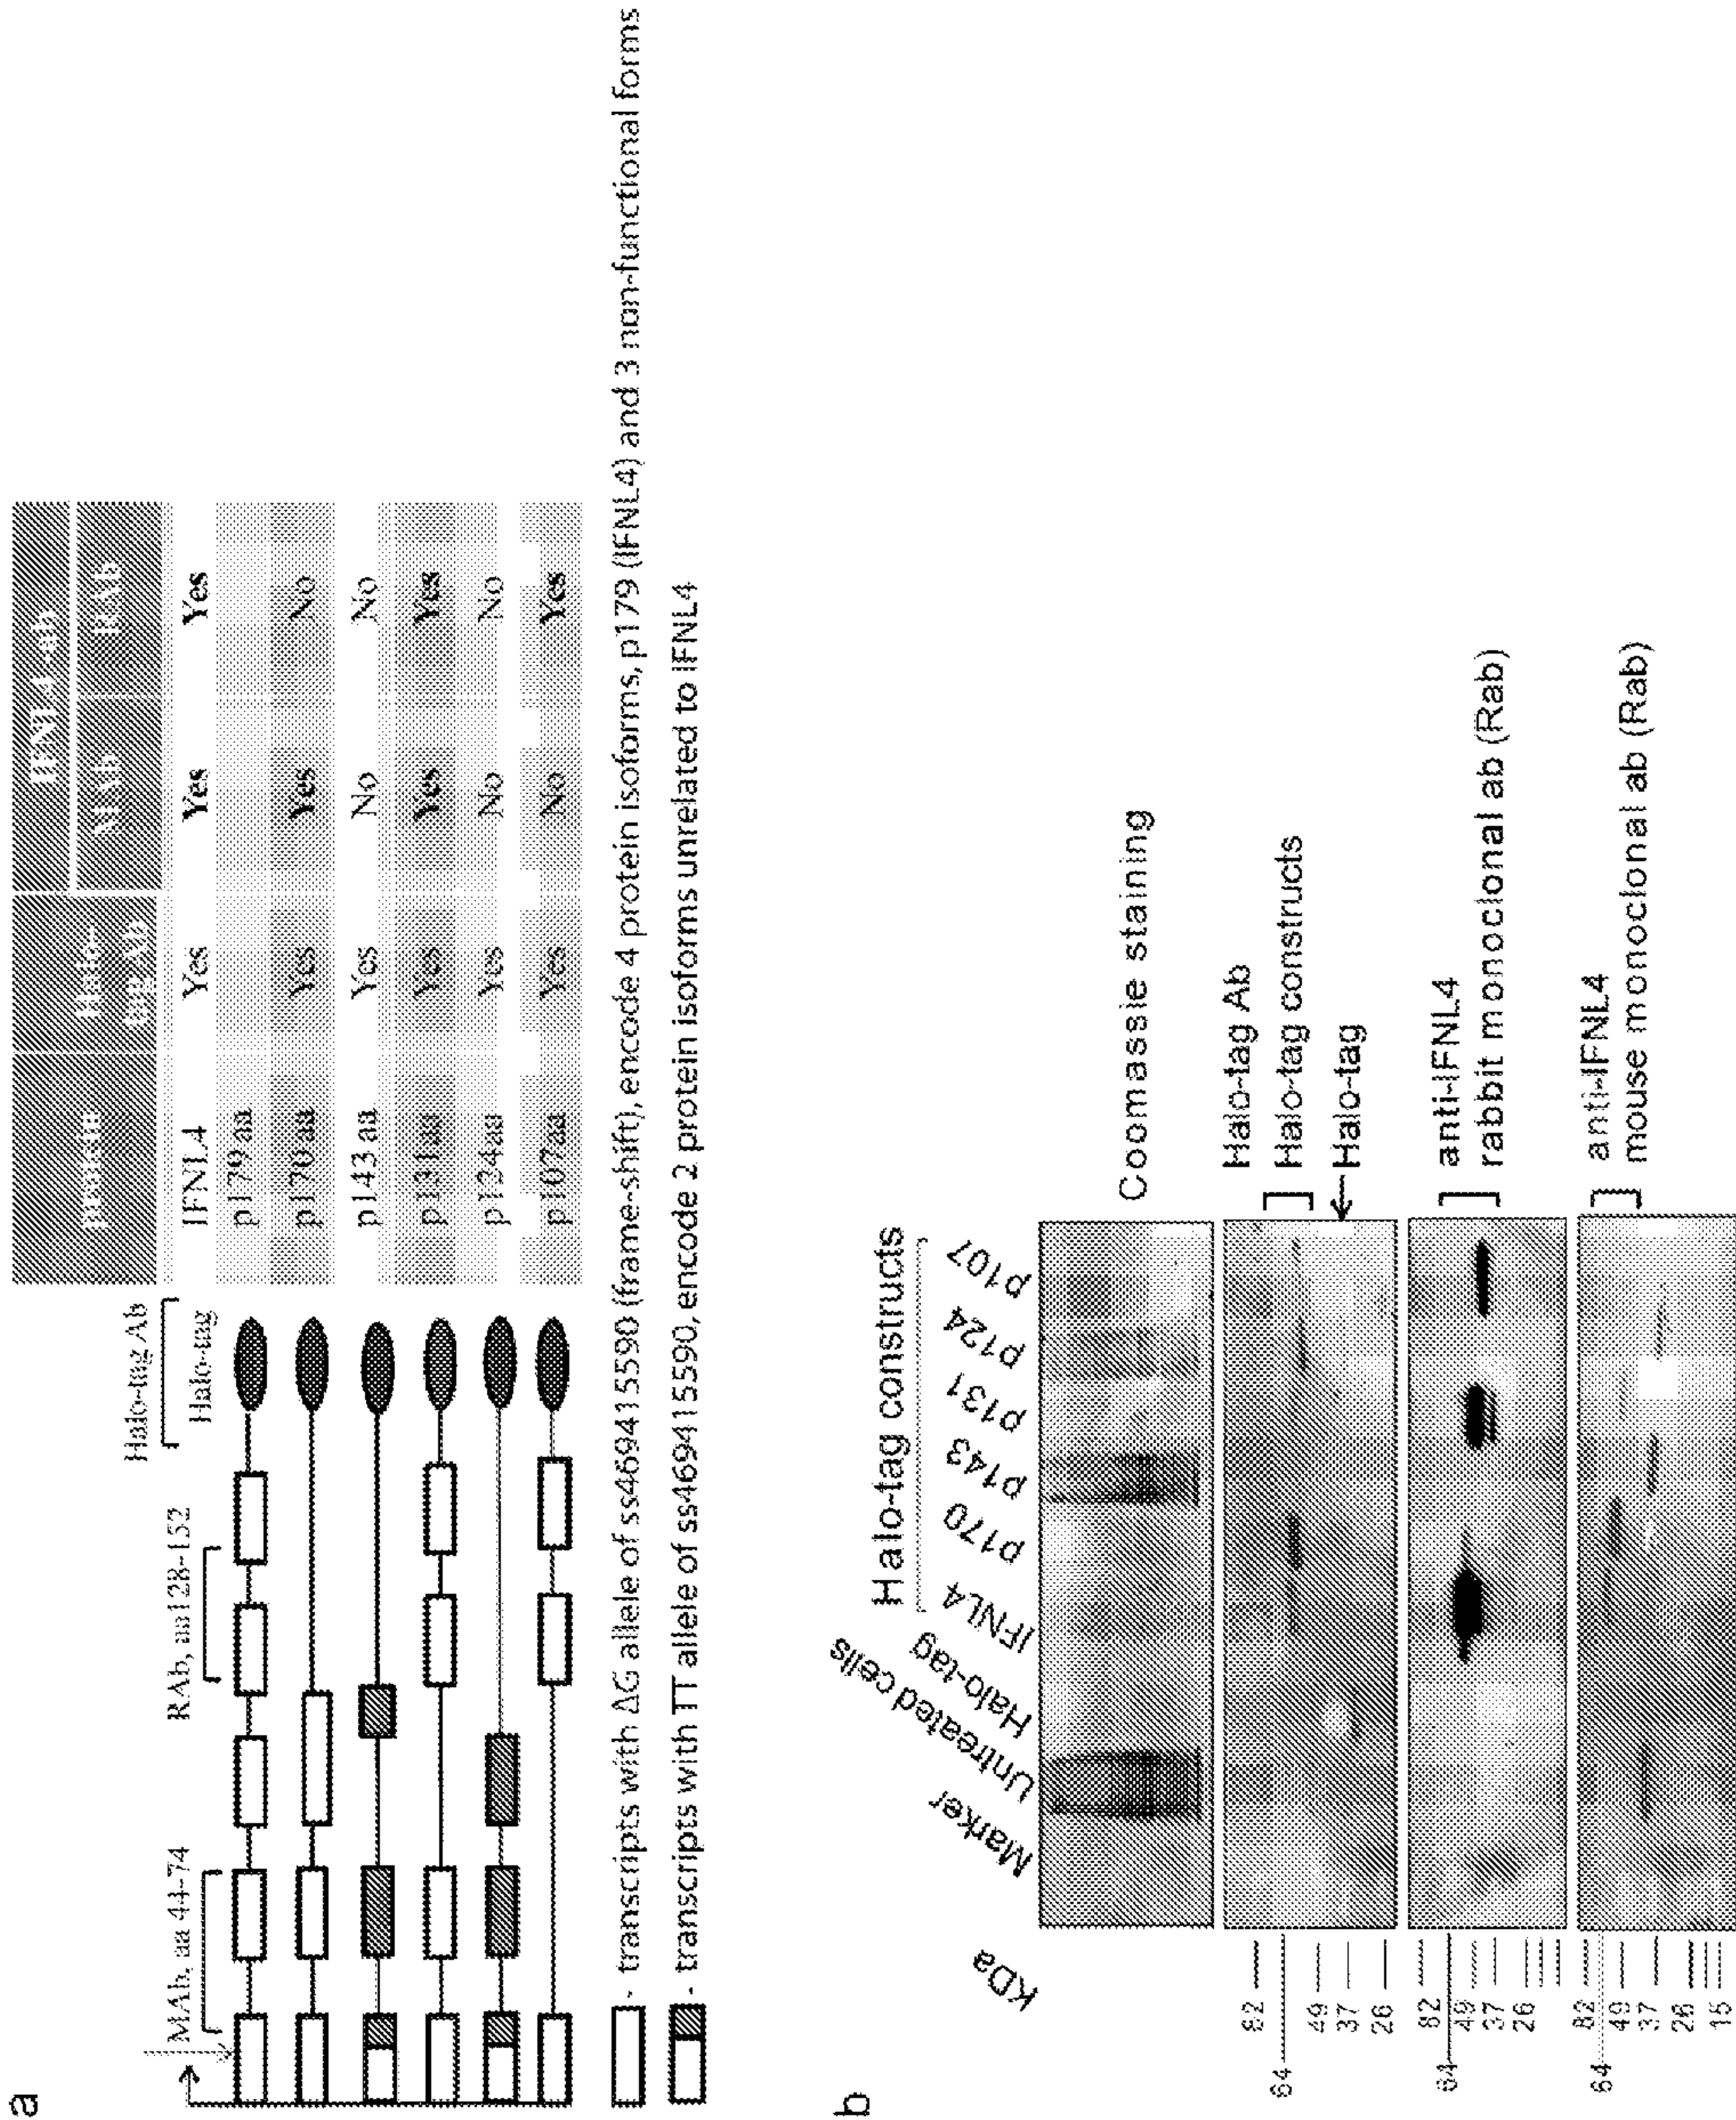 a
MAb, aa 44-74
RAb, aa128-152
Halo-tag Ab
Halo-tag
protein Halo-tag Ab IFNL4-ab
MAb RAb
IFNL4 Yes Yes Yes
p179aa
p170aa Yes Yes No
p143aa Yes No No
p131aa Yes Yes Yes
p124aa Yes No No
p107aa Yes No Yes
- transcripts with ΔG allele of ss469415590 (frame-shift), encode 4 protein isoforms, p179 (IFNL4) and 3 non-functional forms
- transcripts with TT allele of ss469415590, encode 2 protein isoforms unrelated to IFNL4
b
Halo-tag constructs
KDa Marker Untreated cells Halo-tag IFNL4 p170 p143 p131 p124 p107
Coomassie staining
82
64
49
37
26
Halo-tag Ab
Halo-tag constructs
Halo-tag
82
64
49
37
26
anti-IFNL4
rabbit monoclonal ab (Rab)
82
64
49
37
26
15
anti-IFNL4
mouse monoclonal ab (Rab)